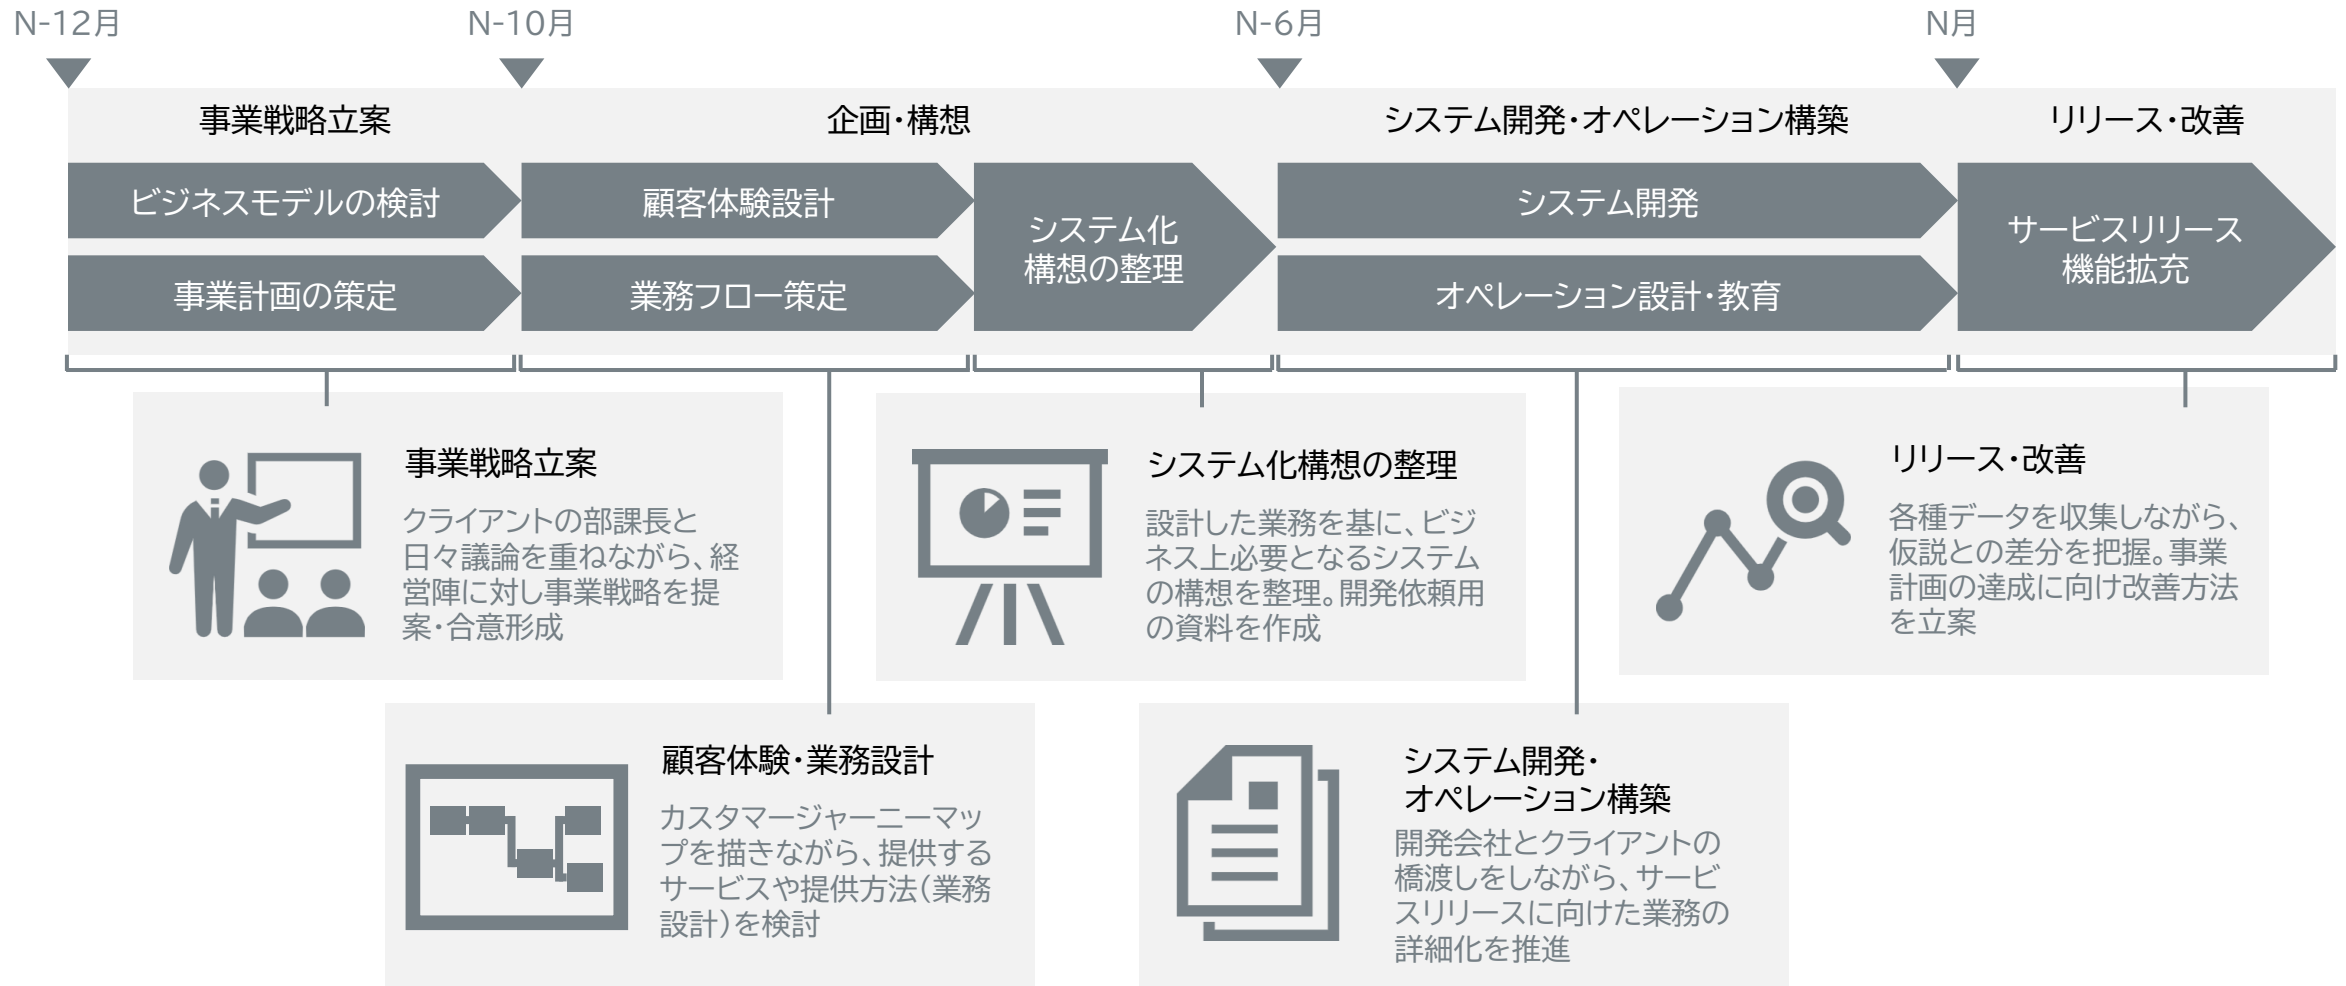 N-12月
N-10月
N-6月
N月
事業戦略立案
企画・構想
システム開発・オペレーション構築
リリース・改善
ビジネスモデルの検討
事業計画の策定
顧客体験設計
業務フロー策定
システム化
構想の整理
システム開発
オペレーション設計・教育
サービスリリース
機能拡充
事業戦略立案
クライアントの部課長と
日々議論を重ねながら、経
営陣に対し事業戦略を提
案・合意形成
システム化構想の整理
設計した業務を基に、ビジ
ネス上必要となるシステム
の構想を整理。開発依頼用
の資料を作成
リリース・改善
各種データを収集しながら、
仮説との差分を把握。事業
計画の達成に向け改善方法
を立案
顧客体験・業務設計
カスタマージャーニーマッ
プを描きながら、提供する
サービスや提供方法(業務
設計)を検討
システム開発・
オペレーション構築
開発会社とクライアントの
橋渡しをしながら、サービ
スリリースに向けた業務の
詳細化を推進